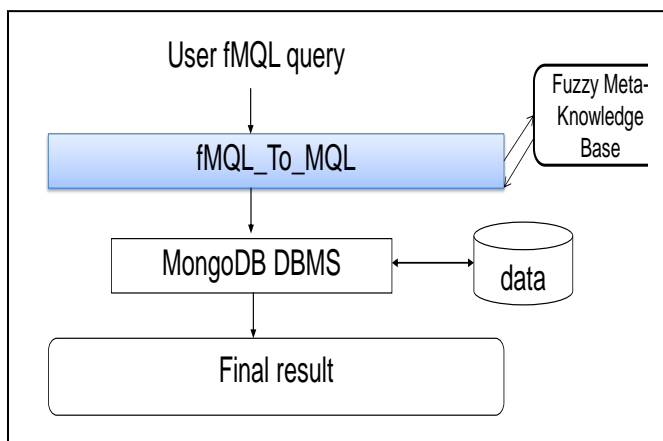 User fMQL query
Fuzzy Meta-
Knowledge
Base
fMQL_To_MQL
MongoDB DBMS
data
Final result